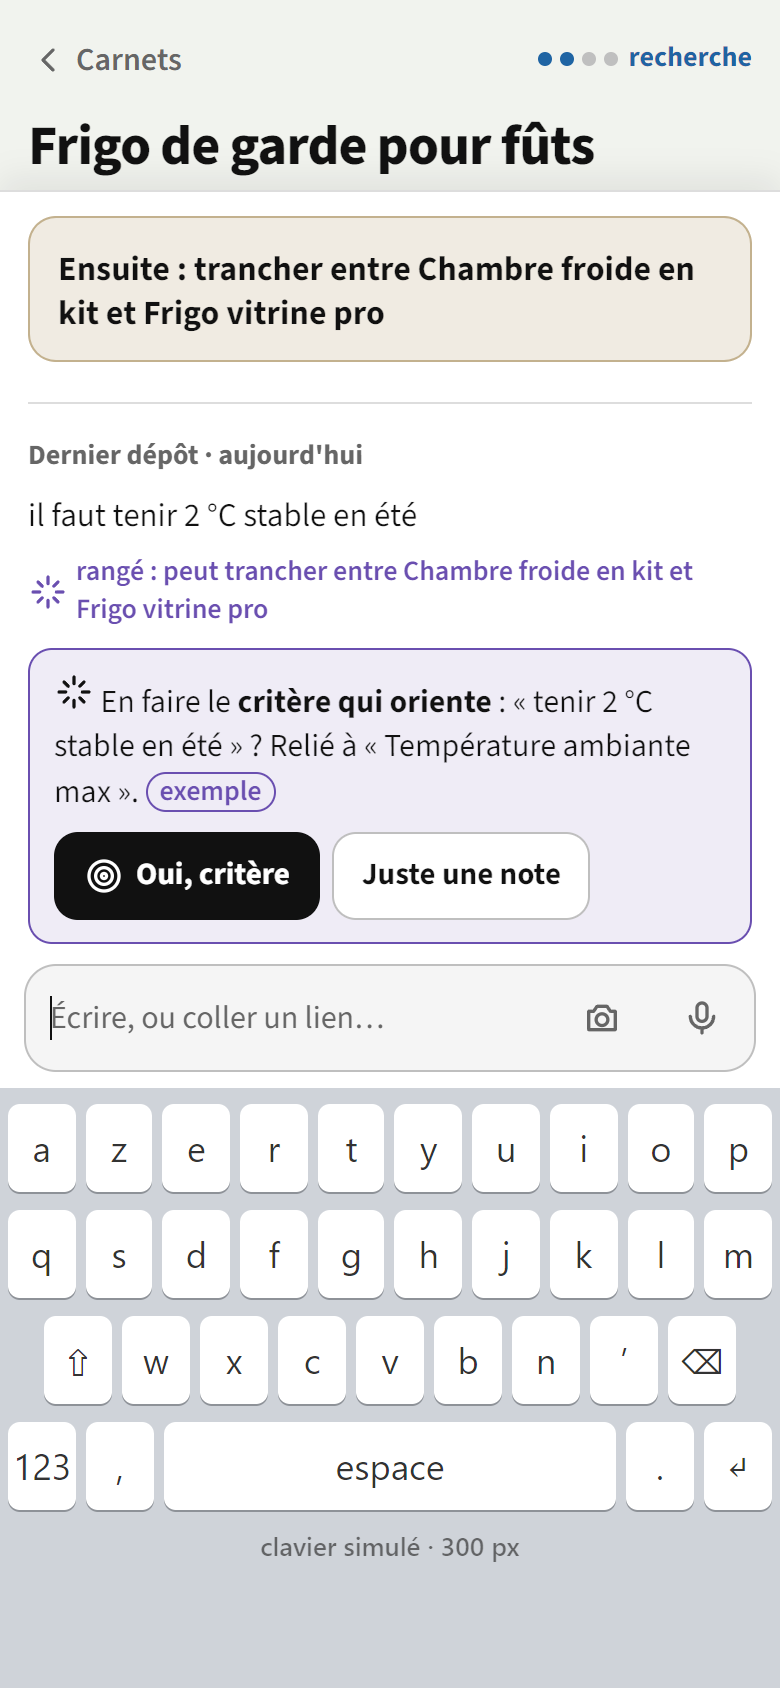 Carnets
recherche
Frigo de garde pour fûts
Ensuite : trancher entre Chambre froide en
kit et Frigo vitrine pro
Dernier dépôt · aujourd'hui
il faut tenir 2 °C stable en été
rangé : peut trancher entre Chambre froide en kit et
Frigo vitrine pro
En faire le critère qui oriente : « tenir 2 °C
stable en été » ? Relié à « Température ambiante
max ». exemple
Oui, critère
Juste une note
Écrire, ou coller un lien…
a z e r t y u i o p
q s d f g h j k l m
⇧ w x c v b n ’ ⌫
123 , espace . ↵
clavier simulé · 300 px